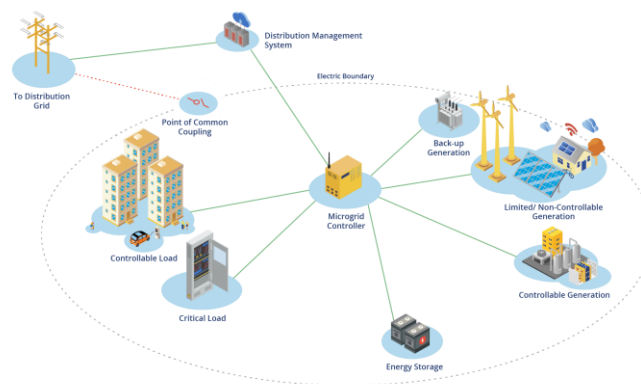 Distribution Management
System
To Distribution
Grid
Electric Boundary
Point of Common
Coupling
Back-up
Generation
Limited/ Non-Controllable
Generation
Microgrid
Controller
Controllable Load
Controllable Generation
Critical Load
Energy Storage